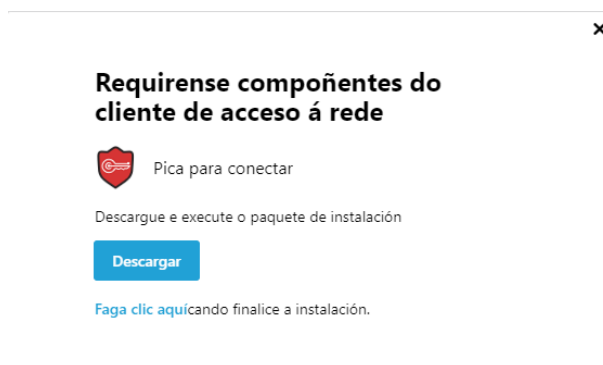 Requirense compoñentes do
cliente de acceso á rede
Pica para conectar
Descargue e execute o paquete de instalación
Descargar
Faga clic aquícando finalice a instalación.